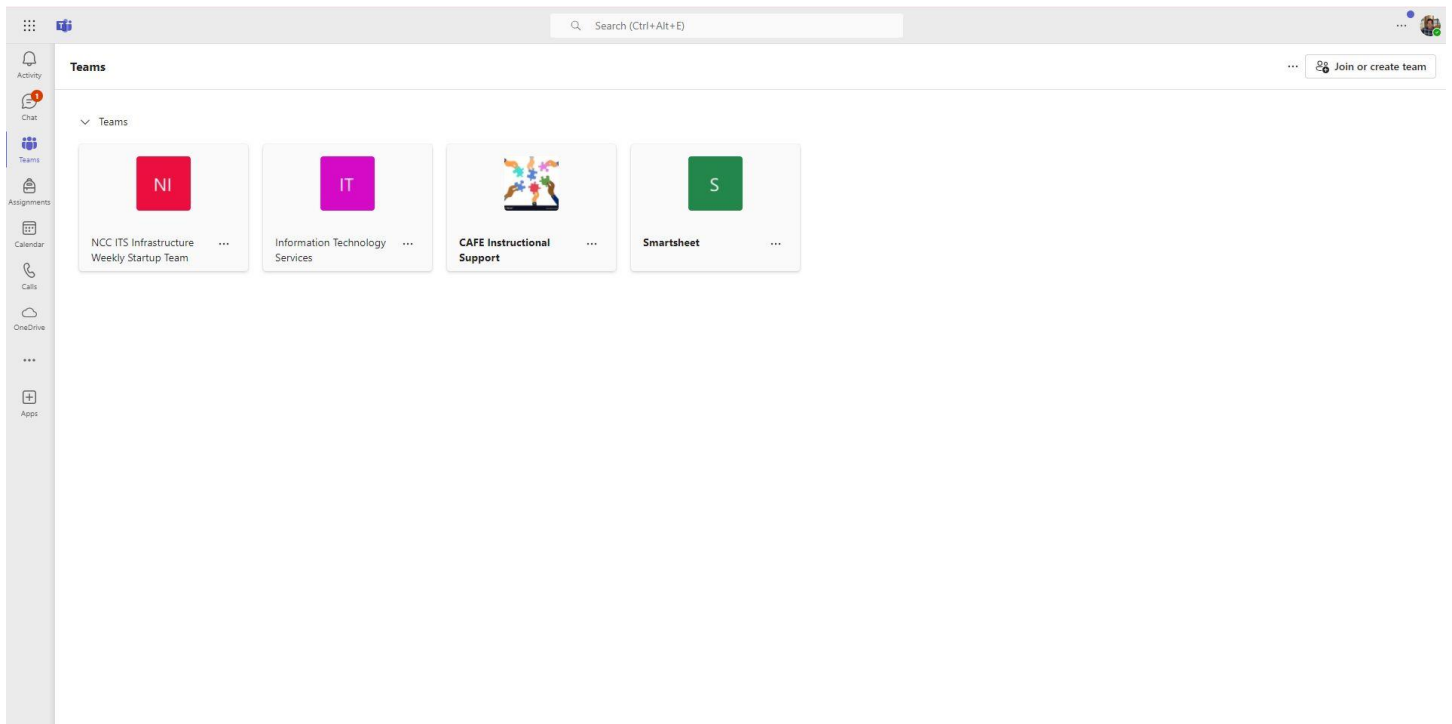 Search (Ctrl+Alt+E)
Activity
Teams
Join or create team
1
Chat
Teams
Teams
NI
IT
S
Assignments
Calendar
NCC ITS Infrastructure
Weekly Startup Team
Information Technology
Services
CAFE Instructional
Support
Smartsheet
Calls
OneDrive
Apps